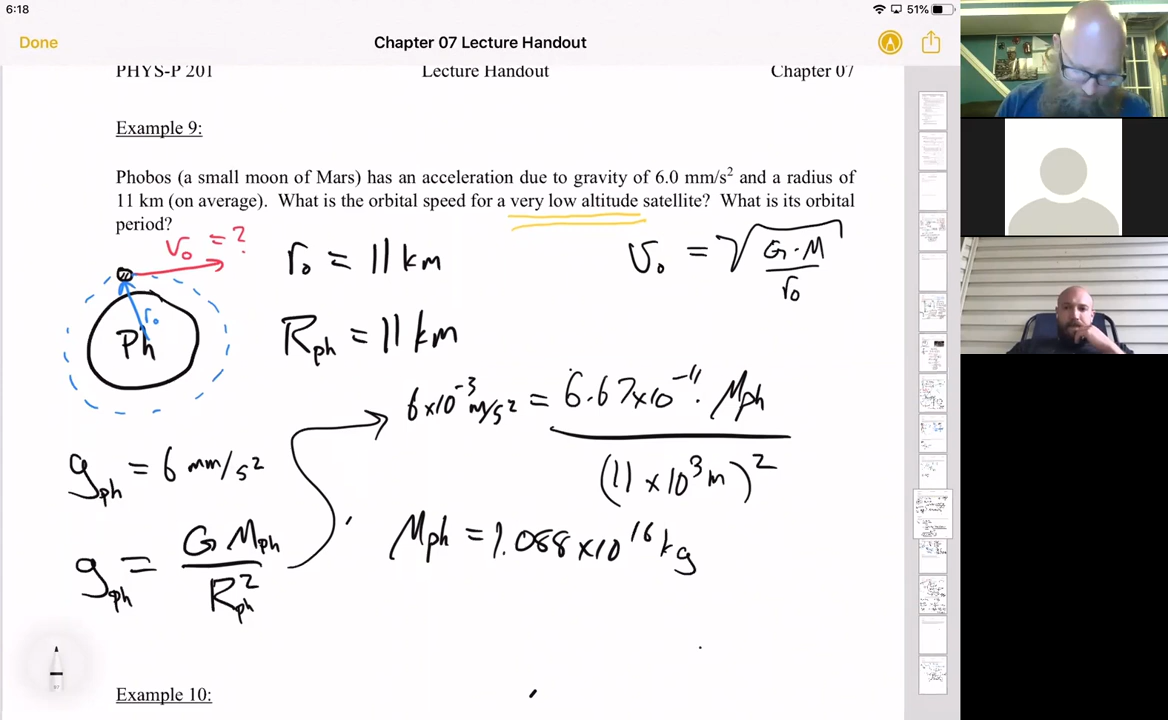 6:18
51%
Done
Chapter 07 Lecture Handout
PHYS-P 201 Lecture Handout Chapter 07
Example 9:
Phobos (a small moon of Mars) has an acceleration due to gravity of 6.0 mm/s² and a radius of
11 km (on average). What is the orbital speed for a very low altitude satellite? What is its orbital
period?
v₀ = ?
r₀
Ph
r₀ = 11 km
v₀ = √(G·M / r₀)
R_ph = 11 km
6×10⁻³ m/s² = 6.67×10⁻¹¹ · M_ph / (11 × 10³ m)²
g_ph = 6 mm/s²
g_ph = G M_ph / R_ph²
M_ph = 1.088×10¹⁶ kg
Example 10: